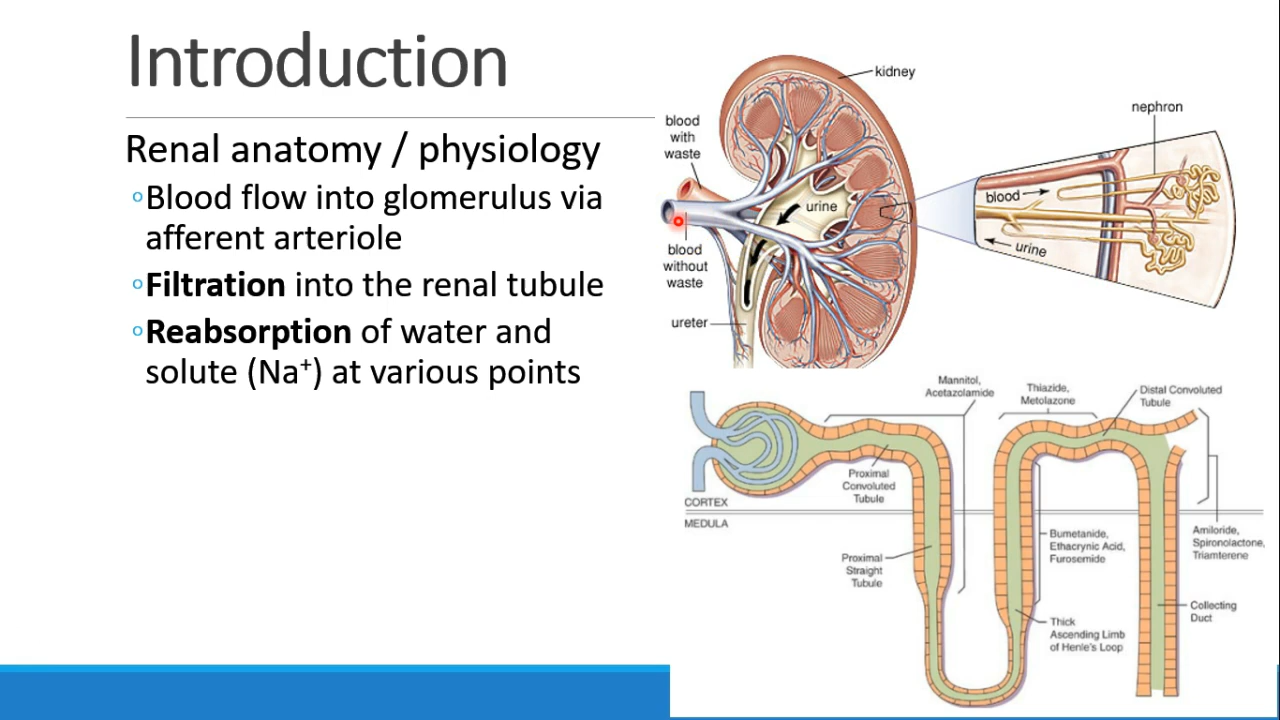 Introduction
Renal anatomy / physiology
◦Blood flow into glomerulus via
afferent arteriole
◦Filtration into the renal tubule
◦Reabsorption of water and
solute (Na⁺) at various points
kidney
blood
with
waste
urine
blood
without
waste
ureter
nephron
blood
urine
Mannitol,
Acetazolamide
Thiazide,
Metolazone
Distal Convoluted
Tubule
Proximal
Convoluted
Tubule
CORTEX
MEDULA
Proximal
Straight
Tubule
Bumetanide,
Ethacrynic Acid,
Furosemide
Amiloride,
Spironolactone,
Triamterene
Thick
Ascending Limb
of Henle's Loop
Collecting
Duct